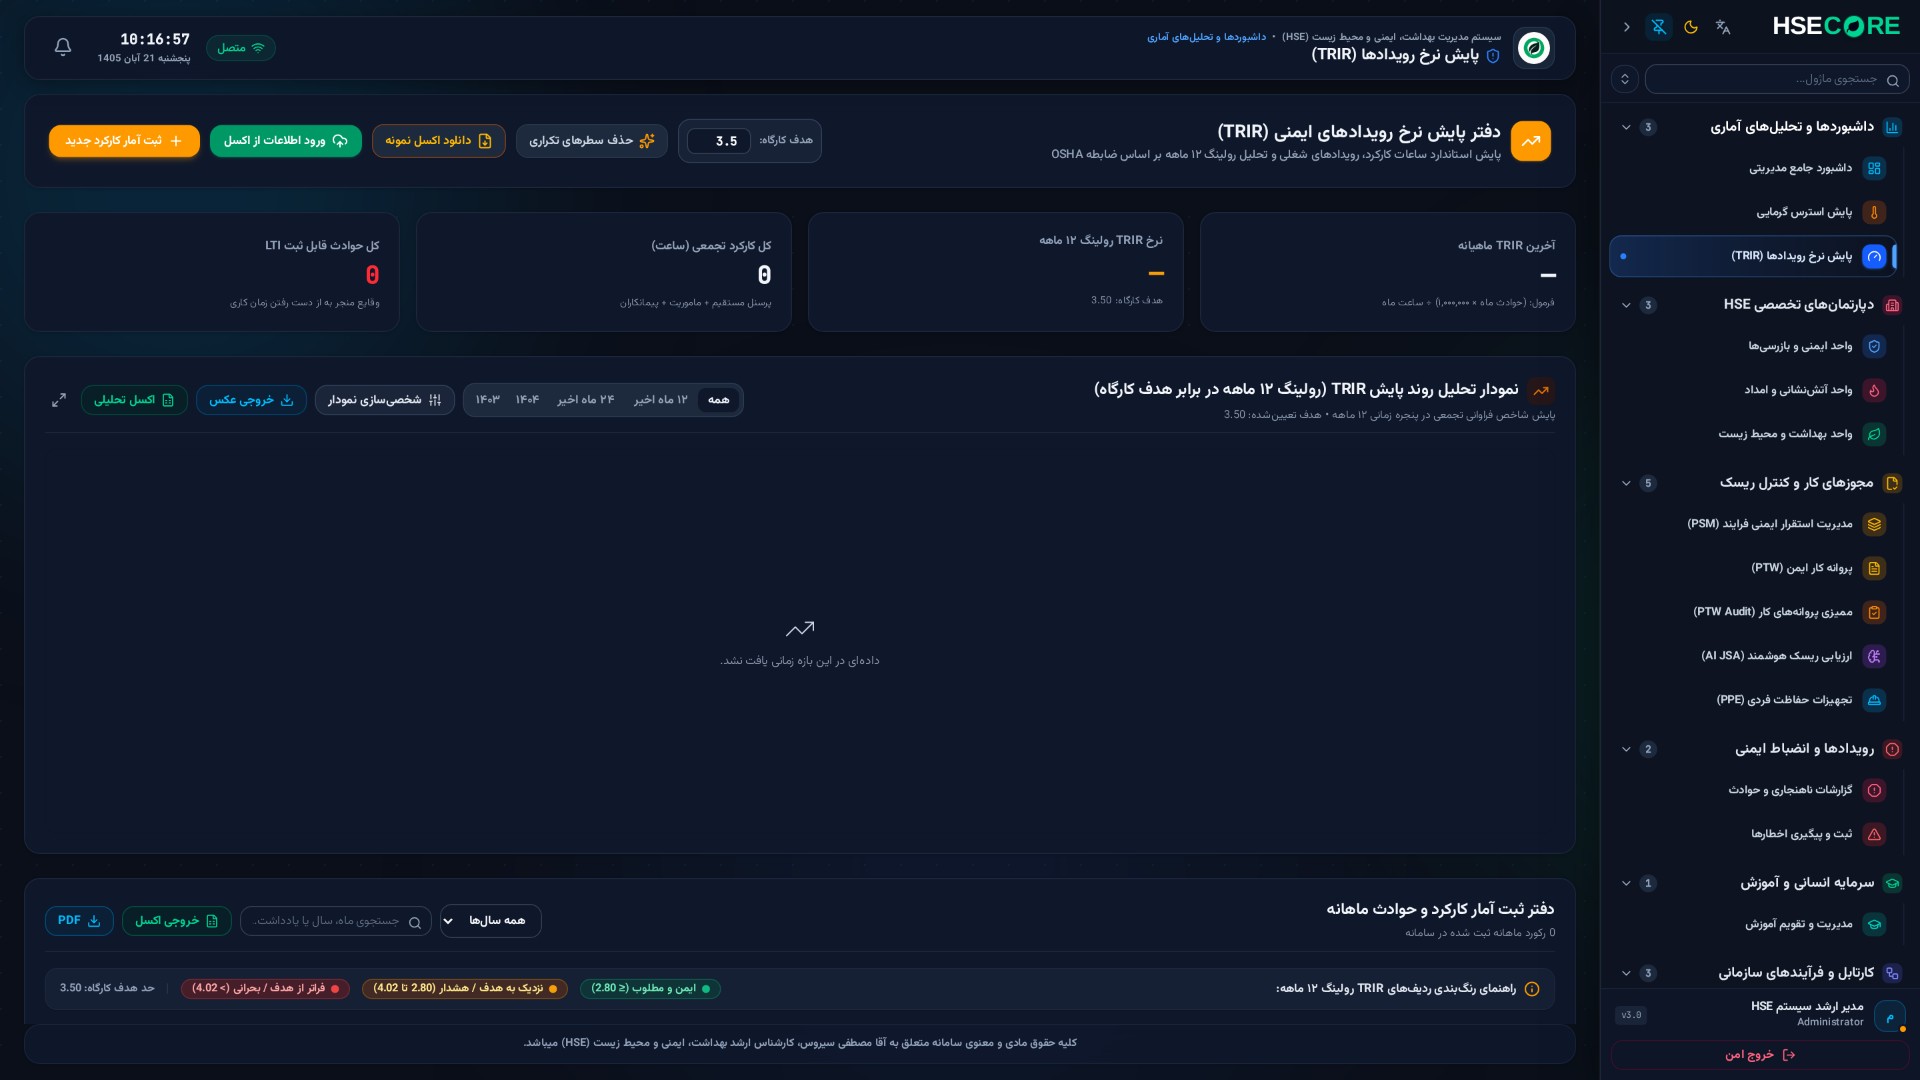 HSECORE
جستجوی ماژول...
داشبوردها و تحلیل‌های آماری
3
داشبورد جامع مدیریتی
پایش استرس گرمایی
پایش نرخ رویدادها (TRIR)
دپارتمان‌های تخصصی HSE
3
واحد ایمنی و بازرسی‌ها
واحد آتش‌نشانی و امداد
واحد بهداشت و محیط زیست
مجوزهای کار و کنترل ریسک
5
مدیریت استقرار ایمنی فرایند (PSM)
پروانه کار ایمن (PTW)
ممیزی پروانه‌های کار (PTW Audit)
ارزیابی ریسک هوشمند (AI JSA)
تجهیزات حفاظت فردی (PPE)
رویدادها و انضباط ایمنی
2
گزارشات ناهنجاری و حوادث
ثبت و پیگیری اخطارها
سرمایه انسانی و آموزش
1
مدیریت و تقویم آموزش
کارتابل و فرآیندهای سازمانی
3
م
مدیر ارشد سیستم HSE
Administrator
v3.0
خروج امن
سیستم مدیریت بهداشت، ایمنی و محیط زیست (HSE) • داشبوردها و تحلیل‌های آماری
پایش نرخ رویدادها (TRIR)
متصل
10:16:57
پنجشنبه 21 آبان 1405
دفتر پایش نرخ رویدادهای ایمنی (TRIR)
پایش استاندارد ساعات کارکرد، رویدادهای شغلی و تحلیل رولینگ ۱۲ ماهه بر اساس ضابطه OSHA
هدف کارگاه: 3.5
حذف سطرهای تکراری
دانلود اکسل نمونه
ورود اطلاعات از اکسل
ثبت آمار کارکرد جدید
آخرین TRIR ماهیانه
—
فرمول: (حوادث ماه × ۱,۰۰۰,۰۰۰) ÷ ساعت ماه
نرخ TRIR رولینگ ۱۲ ماهه
—
هدف کارگاه: 3.50
کل کارکرد تجمعی (ساعت)
0
پرسنل مستقیم + ماموریت + پیمانکاران
کل حوادث قابل ثبت LTI
0
وقایع منجر به از دست رفتن زمان کاری
نمودار تحلیل روند پایش TRIR (رولینگ ۱۲ ماهه در برابر هدف کارگاه)
پایش شاخص فراوانی تجمعی در پنجره زمانی ۱۲ ماهه • هدف تعیین‌شده: 3.50
همه
۱۲ ماه اخیر
۲۴ ماه اخیر
۱۴۰۴
۱۴۰۳
شخصی‌سازی نمودار
خروجی عکس
اکسل تحلیلی
داده‌ای در این بازه زمانی یافت نشد.
دفتر ثبت آمار کارکرد و حوادث ماهانه
0 رکورد ماهانه ثبت شده در سامانه
همه سال‌ها
جستجوی ماه، سال یا یادداشت.
خروجی اکسل
PDF
راهنمای رنگ‌بندی ردیف‌های TRIR رولینگ ۱۲ ماهه:
ایمن و مطلوب (≤ 2.80)
نزدیک به هدف / هشدار (2.80 تا 4.02)
فراتر از هدف / بحرانی (> 4.02)
حد هدف کارگاه: 3.50
کلیه حقوق مادی و معنوی سامانه متعلق به آقا مصطفی سیروس، کارشناس ارشد بهداشت، ایمنی و محیط زیست (HSE) میباشد.